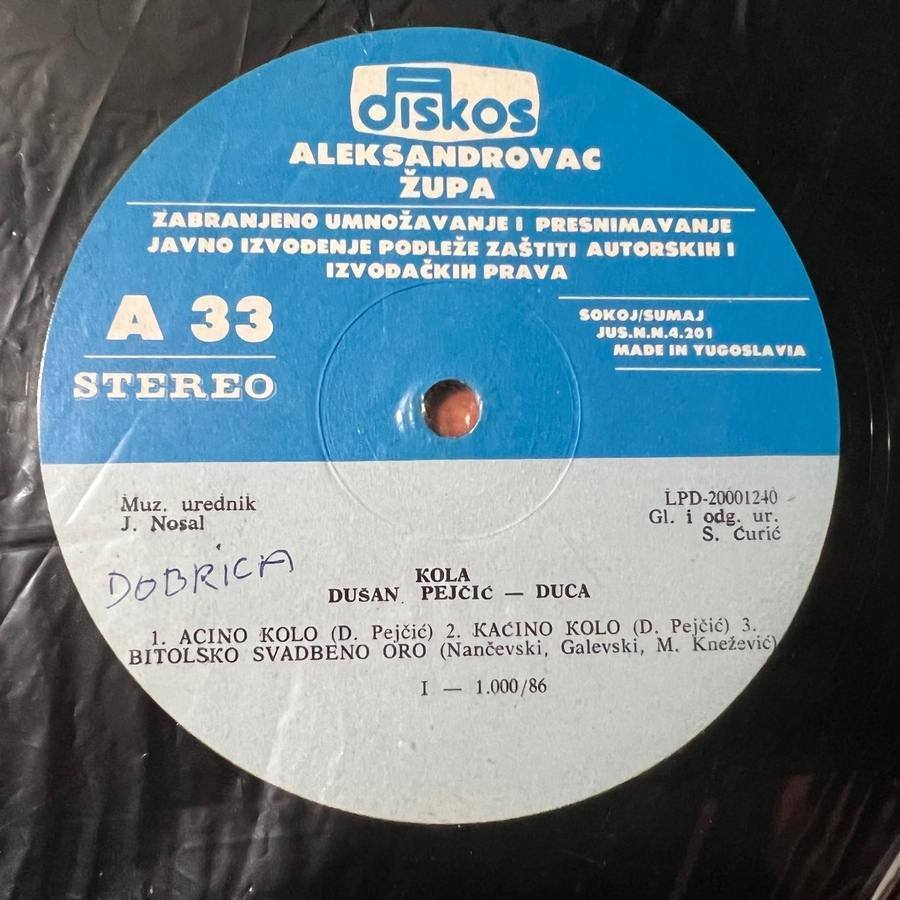 diskos
ALEKSANDROVAC
ŽUPA
ZABRANJENO UMNOŽAVANJE I PRESNIMAVANJE
JAVNO IZVOĐENJE PODLEŽE ZAŠTITI AUTORSKIH I
IZVOĐAČKIH PRAVA
A 33
STEREO
SOKOJ/SUMAJ
JUS.N.N.4.201
MADE IN YUGOSLAVIA
Muz. urednik
J. Nosal
LPD-20001240
Gl. i odg. ur.
S. Ćurić
DOBRICA
KOLA
DUŠAN PEJČIĆ — DUCA
1. ACINO KOLO (D. Pejčić) 2. KAĆINO KOLO (D. Pejčić) 3.
BITOLSKO SVADBENO ORO (Nančevski, Galevski, M. Knežević)
I — 1.000/86